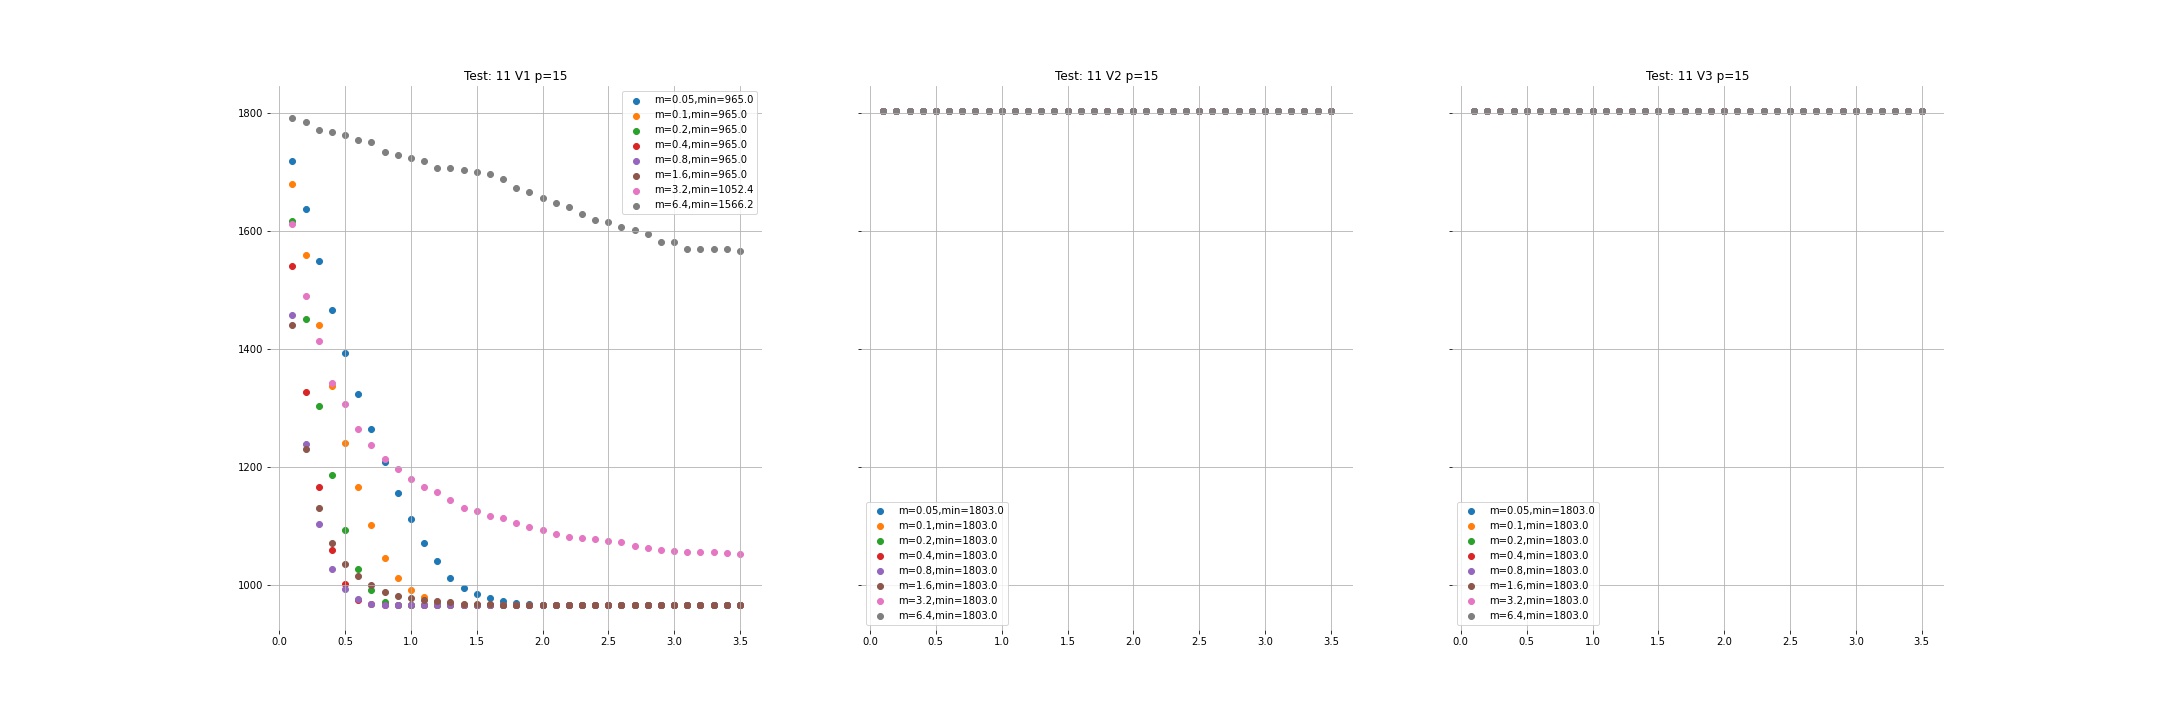 Test: 11 V1 p=15
1800
1600
1400
1200
1000
0.0 0.5 1.0 1.5 2.0 2.5 3.0 3.5
m=0.05,min=965.0
m=0.1,min=965.0
m=0.2,min=965.0
m=0.4,min=965.0
m=0.8,min=965.0
m=1.6,min=965.0
m=3.2,min=1052.4
m=6.4,min=1566.2
Test: 11 V2 p=15
m=0.05,min=1803.0
m=0.1,min=1803.0
m=0.2,min=1803.0
m=0.4,min=1803.0
m=0.8,min=1803.0
m=1.6,min=1803.0
m=3.2,min=1803.0
m=6.4,min=1803.0
0.0 0.5 1.0 1.5 2.0 2.5 3.0 3.5
Test: 11 V3 p=15
m=0.05,min=1803.0
m=0.1,min=1803.0
m=0.2,min=1803.0
m=0.4,min=1803.0
m=0.8,min=1803.0
m=1.6,min=1803.0
m=3.2,min=1803.0
m=6.4,min=1803.0
0.0 0.5 1.0 1.5 2.0 2.5 3.0 3.5